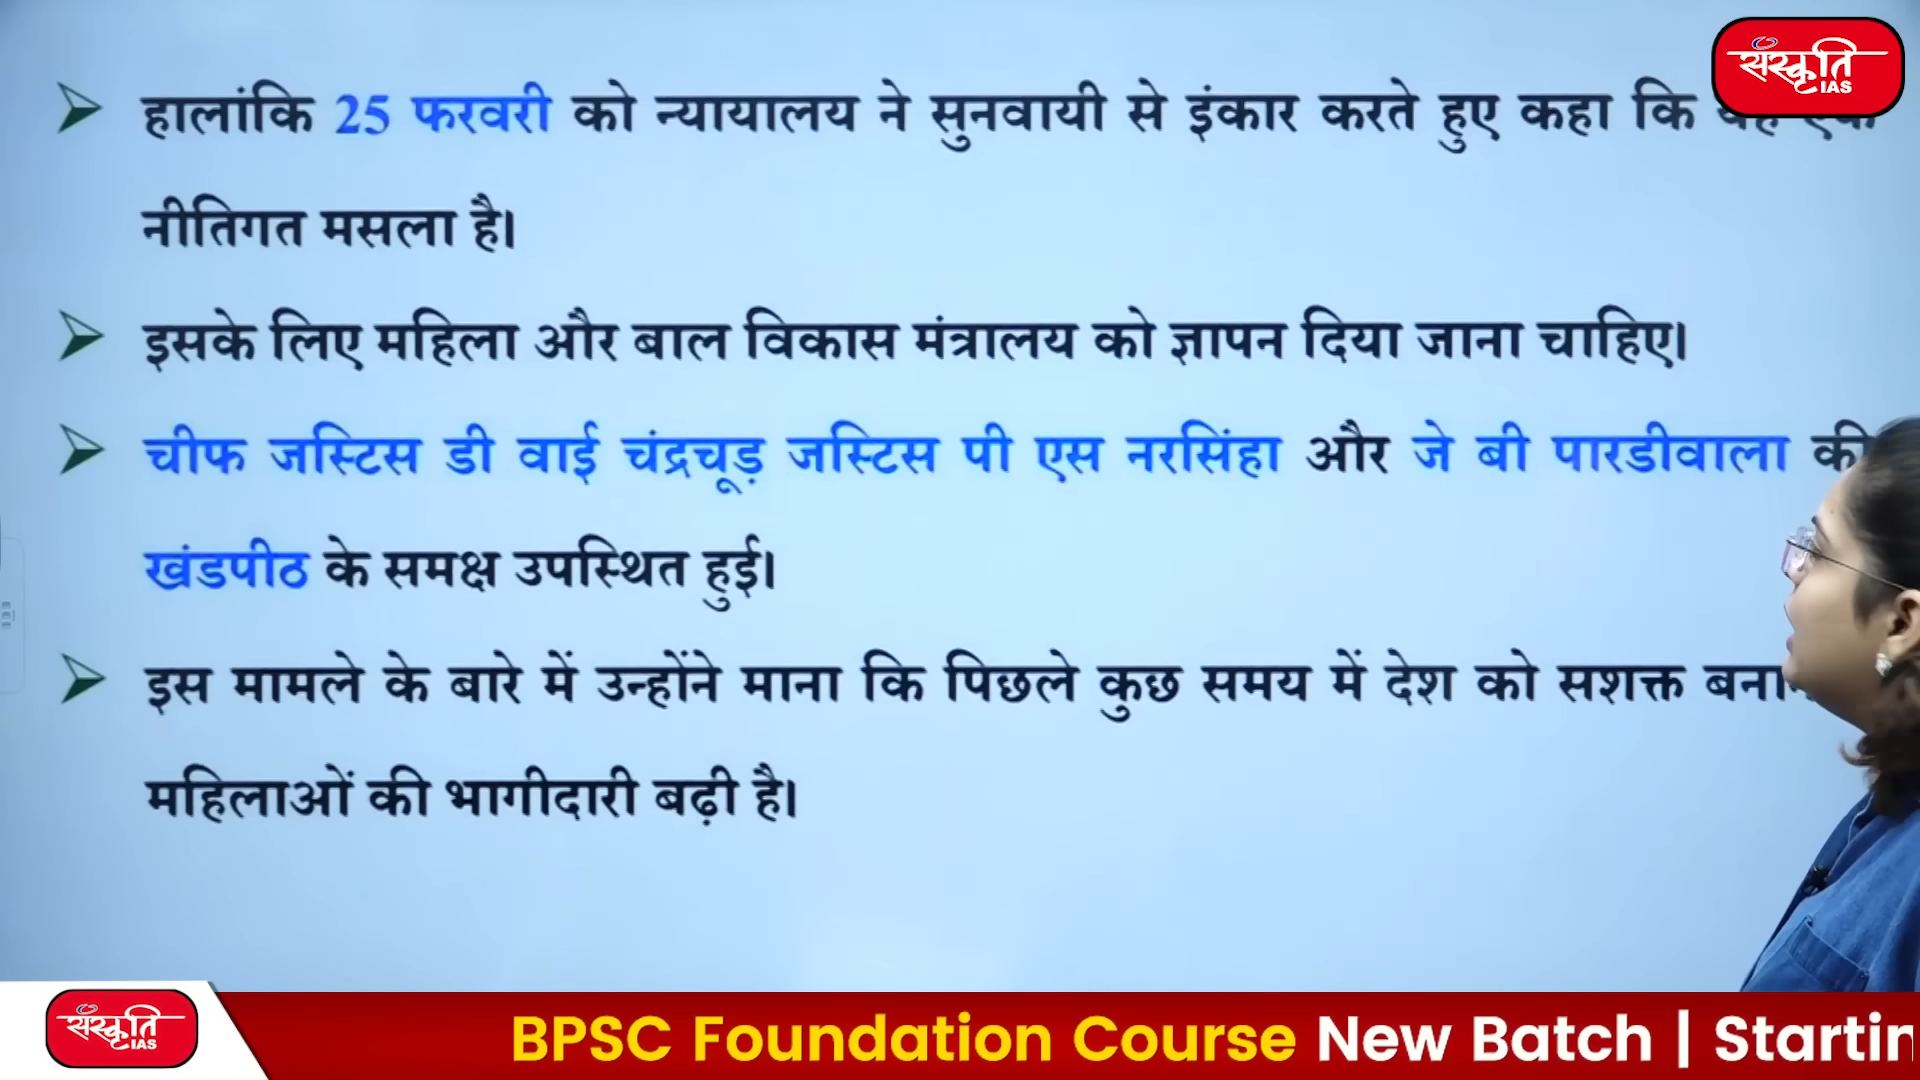 संस्कृति
IAS
हालांकि 25 फरवरी को न्यायालय ने सुनवायी से इंकार करते हुए कहा कि
नीतिगत मसला है।
इसके लिए महिला और बाल विकास मंत्रालय को ज्ञापन दिया जाना चाहिए।
चीफ जस्टिस डी वाई चंद्रचूड़ जस्टिस पी एस नरसिंहा और जे बी पारडीवाला की
खंडपीठ के समक्ष उपस्थित हुई।
इस मामले के बारे में उन्होंने माना कि पिछले कुछ समय में देश को सशक्त
महिलाओं की भागीदारी बढ़ी है।
संस्कृति
IAS
BPSC Foundation Course New Batch |